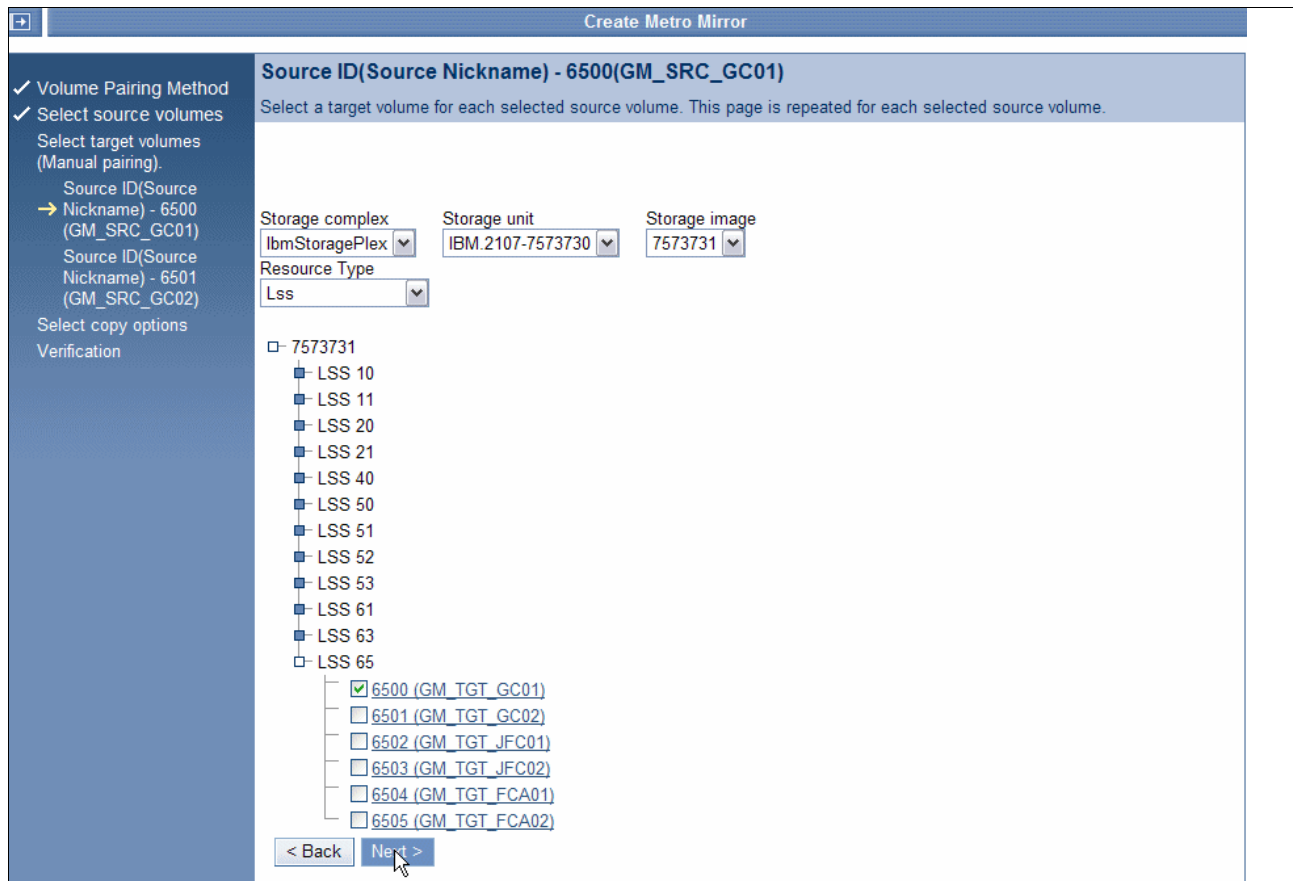 Create Metro Mirror
Volume Pairing Method
Select source volumes
Select target volumes
(Manual pairing).
Source ID(Source
Nickname) - 6500
(GM_SRC_GC01)
Source ID(Source
Nickname) - 6501
(GM_SRC_GC02)
Select copy options
Verification
Source ID(Source Nickname) - 6500(GM_SRC_GC01)
Select a target volume for each selected source volume. This page is repeated for each selected source volume.
Storage complex Storage unit Storage image
IbmStoragePlex IBM.2107-7573730 7573731
Resource Type
Lss
7573731
LSS 10
LSS 11
LSS 20
LSS 21
LSS 40
LSS 50
LSS 51
LSS 52
LSS 53
LSS 61
LSS 63
LSS 65
6500 (GM_TGT_GC01)
6501 (GM_TGT_GC02)
6502 (GM_TGT_JFC01)
6503 (GM_TGT_JFC02)
6504 (GM_TGT_FCA01)
6505 (GM_TGT_FCA02)
< Back Next >